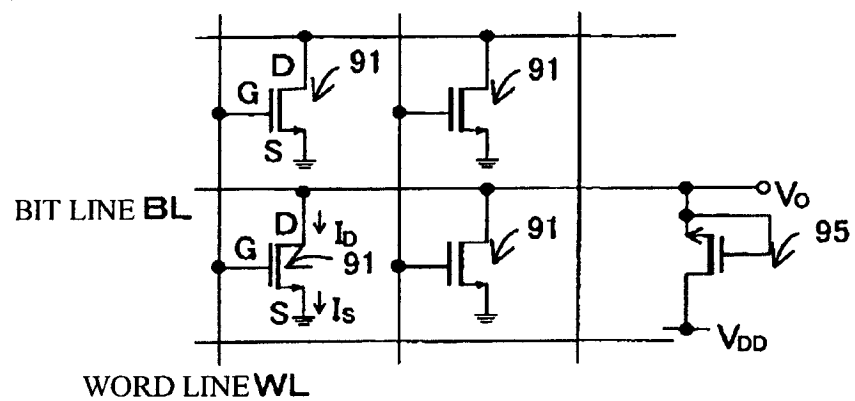 D 91 91
G
S
BIT LINE BL
D I_D 91 V_O
G 91 95
S I_S
V_DD
WORD LINE WL